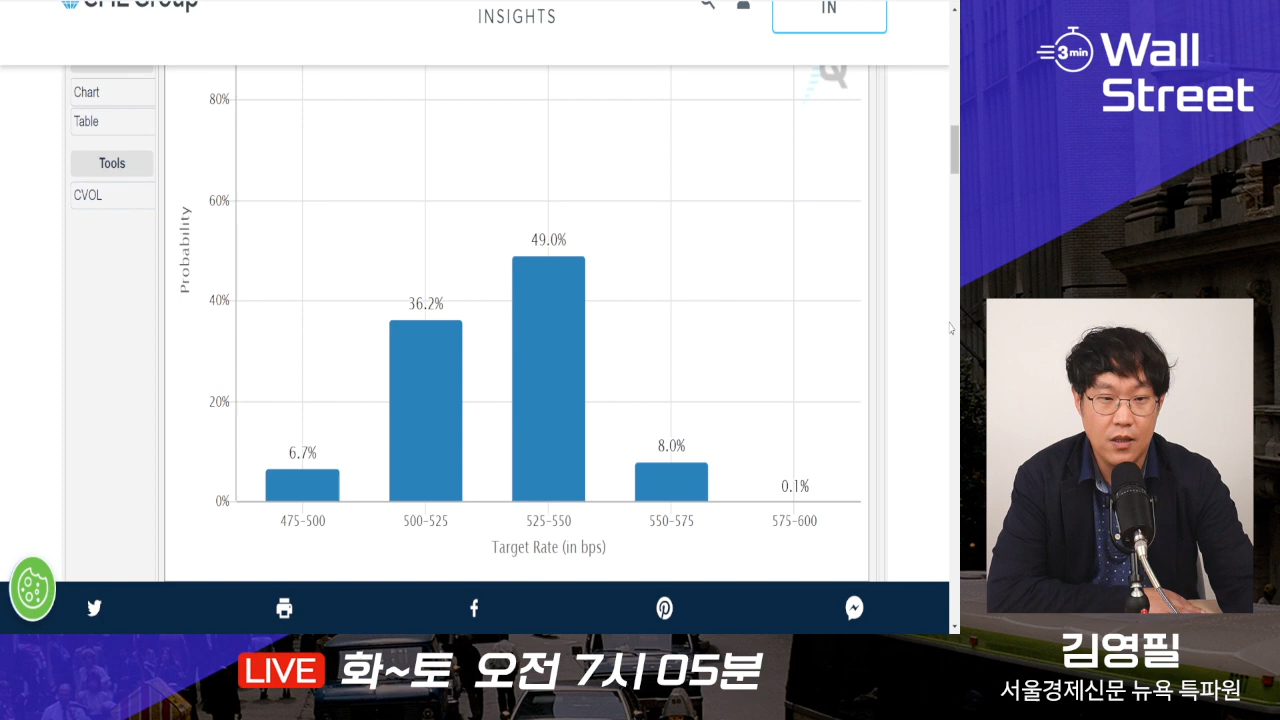 CME Group
INSIGHTS
IN
3min Wall
Street
Chart
Table
Tools
CVOL
Q
80%
60%
40%
20%
0%
Probability
6.7%
36.2%
49.0%
8.0%
0.1%
475-500
500-525
525-550
550-575
575-600
Target Rate (in bps)
LIVE 화~토 오전 7시 05분
김영필
서울경제신문 뉴욕 특파원